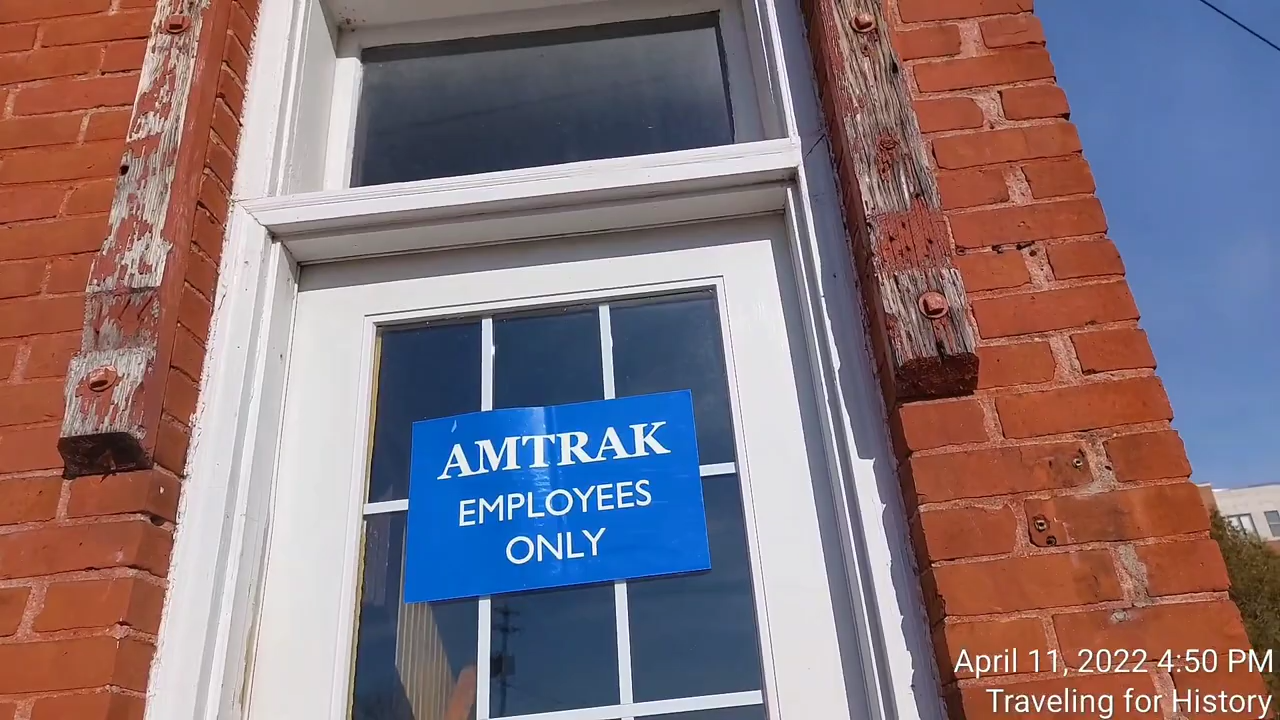 AMTRAK
EMPLOYEES
ONLY
April 11, 2022 4:50 PM
Traveling for History